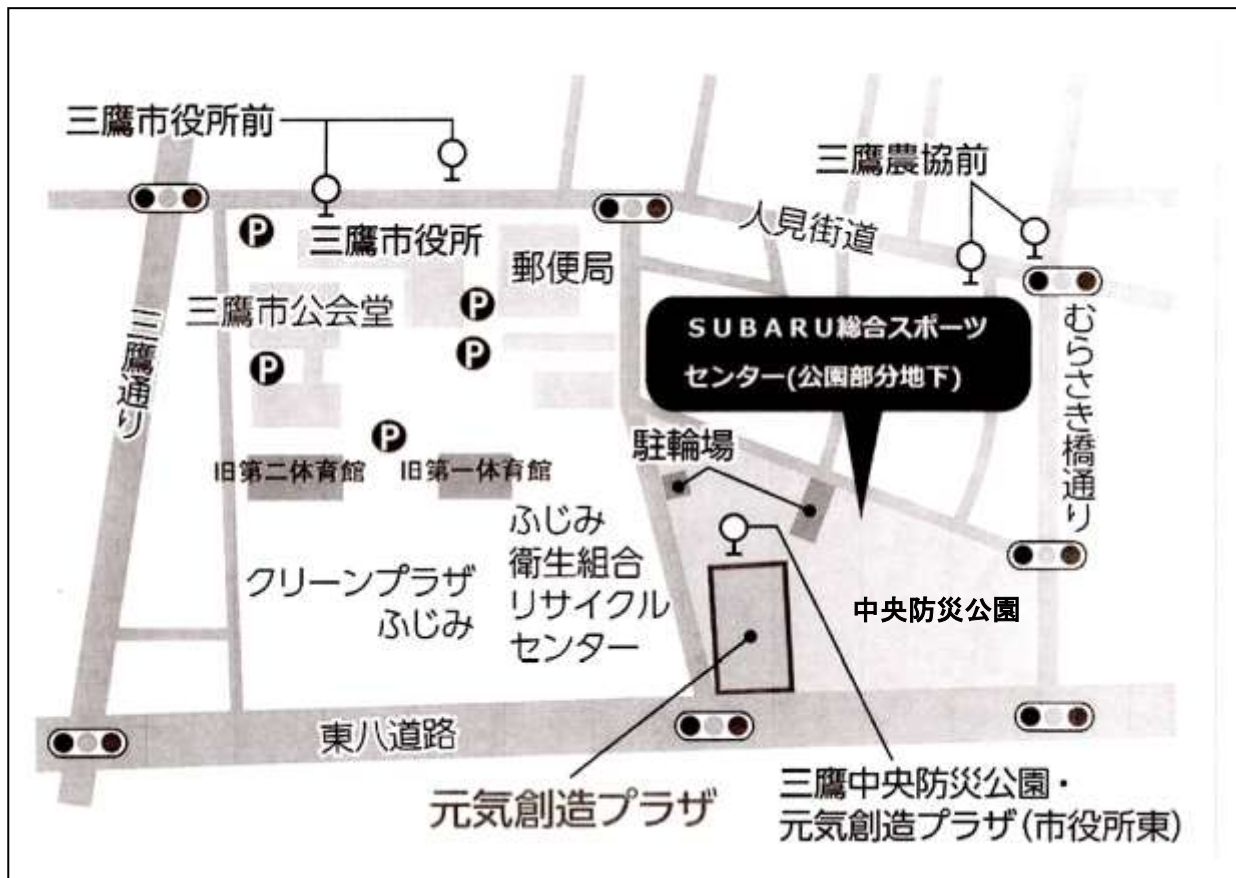 三鷹市役所前
三鷹農協前
人見街道
P
三鷹市役所
郵便局
三鷹市公会堂
P
P
P
SUBARU総合スポーツ
センター(公園部分地下)
三鷹通り
むらさき橋通り
P
駐輪場
旧第二体育館
旧第一体育館
ふじみ
衛生組合
リサイクル
センター
クリーンプラザ
ふじみ
中央防災公園
東八道路
元気創造プラザ
三鷹中央防災公園・
元気創造プラザ(市役所東)